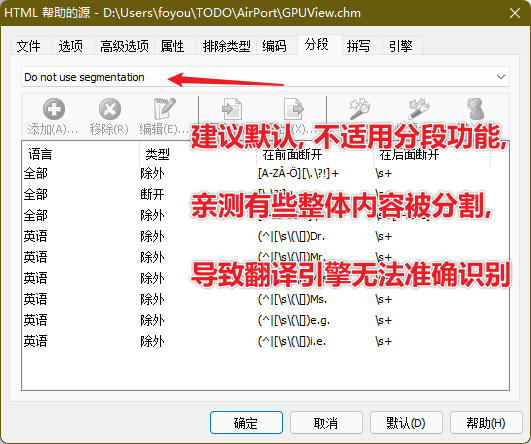 HTML 帮助的源 - D:\Users\foyou\TODO\AirPort\GPUView.chm
文件 选项 高级选项 属性 排除类型 编码 分段 拼写 引擎
Do not use segmentation
添加(A)... 移除(R) 编辑(E)...
建议默认, 不适用分段功能,
语言 类型 在前面断开 在后面断开
全部 除外 [A-ZÀ-Ö][\.\?!]+ \s+
全部 断开 \s+
亲测有些整体内容被分割,
全部 除外 \s+
英语 除外 (^|[\s\(\[])Dr. \s+
英语 除外 (^|[\s\(\[])Mr. \s+
导致翻译引擎无法准确识别
英语 除外 \s+
英语 除外 (^|[\s\(\[])Ms. \s+
英语 除外 (^|[\s\(\[])e.g. \s+
英语 除外 (^|[\s\(\[])i.e. \s+
确定 取消 默认(D) 帮助(H)